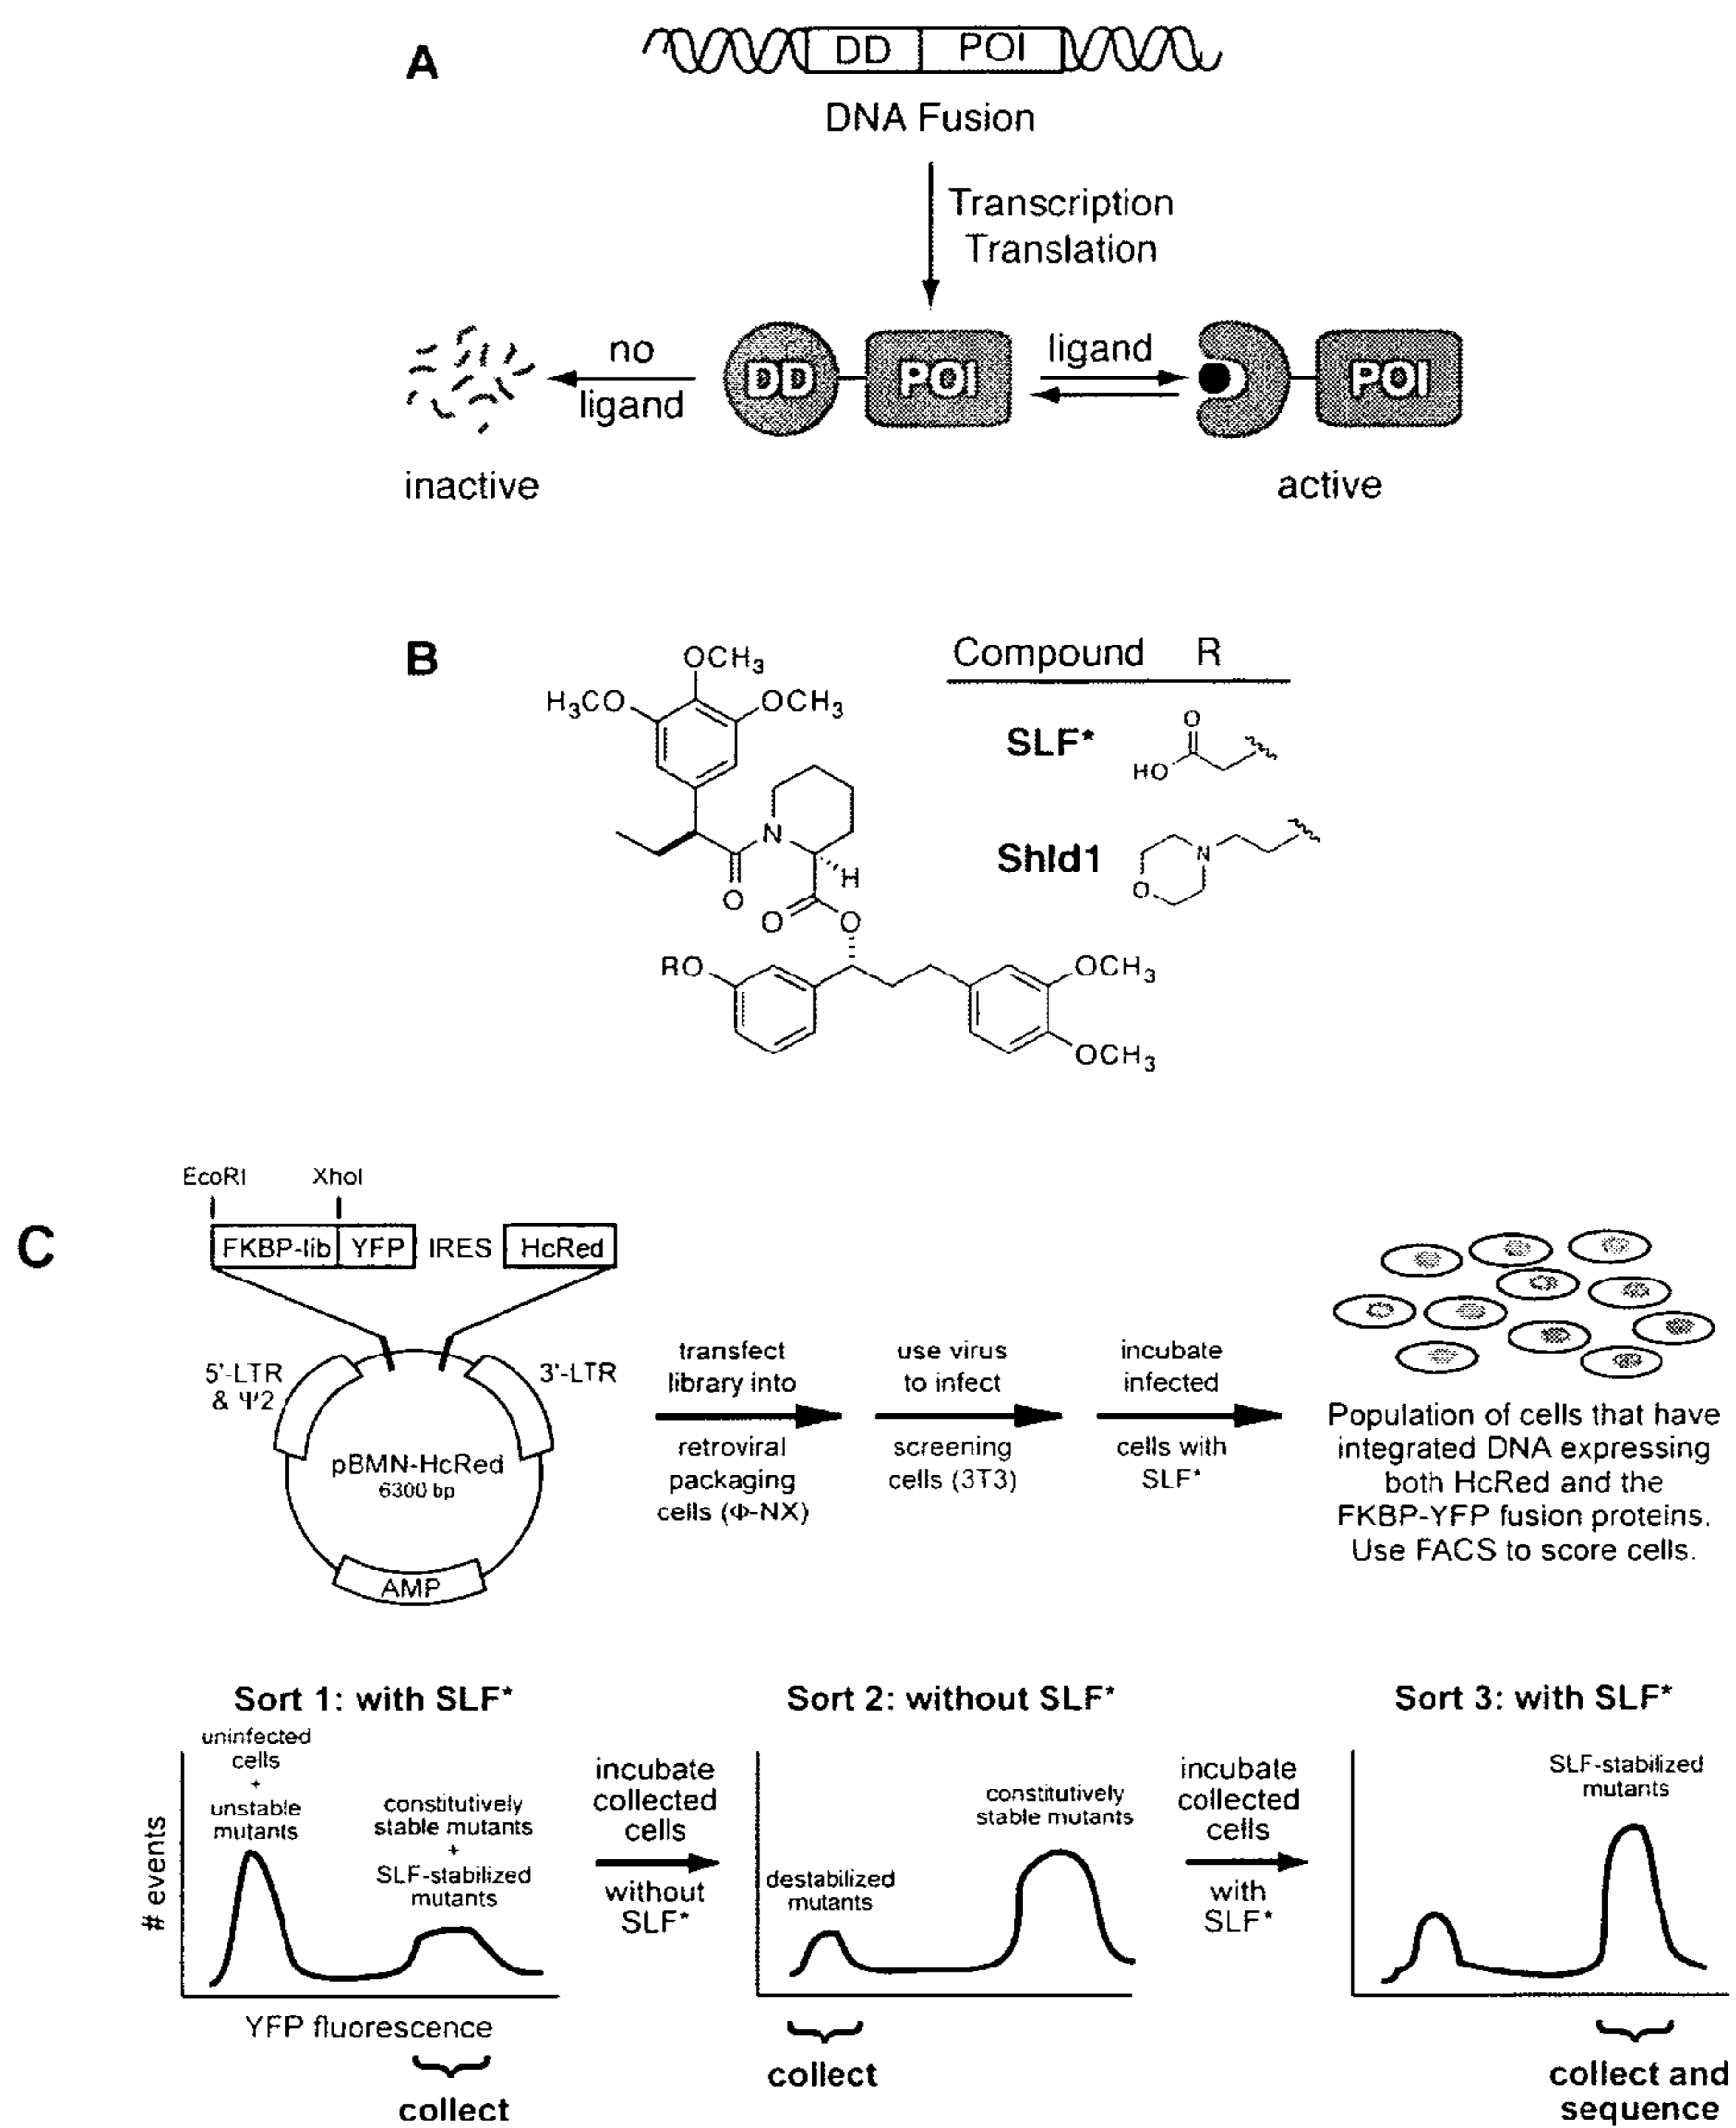 A
DD POI
DNA Fusion
Transcription
Translation
no
ligand
DD POI
ligand
POI
inactive
active
B
OCH3
H3CO
OCH3
N
H
O
O
O
RO
OCH3
OCH3
Compound R
SLF*
O
HO
Shld1
N
O
C
EcoRI XhoI
FKBP-lib YFP IRES HcRed
5'-LTR
& Ψ2
3'-LTR
pBMN-HcRed
6300 bp
AMP
transfect
library into
retroviral
packaging
cells (Φ-NX)
use virus
to infect
screening
cells (3T3)
incubate
infected
cells with
SLF*
Population of cells that have
integrated DNA expressing
both HcRed and the
FKBP-YFP fusion proteins.
Use FACS to score cells.
Sort 1: with SLF*
uninfected
cells
+
unstable
mutants
constitutively
stable mutants
+
SLF-stabilized
mutants
# events
YFP fluorescence
collect
incubate
collected
cells
without
SLF*
Sort 2: without SLF*
destabilized
mutants
constitutively
stable mutants
collect
incubate
collected
cells
with
SLF*
Sort 3: with SLF*
SLF-stabilized
mutants
collect and
sequence